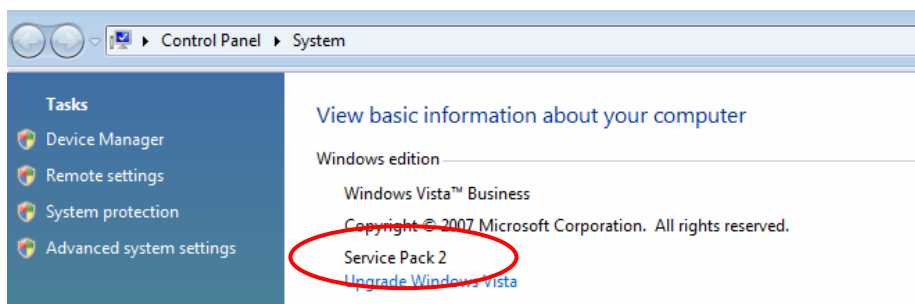 Control Panel ▸ System
Tasks
Device Manager
Remote settings
System protection
Advanced system settings
View basic information about your computer
Windows edition
Windows Vista™ Business
Copyright © 2007 Microsoft Corporation. All rights reserved.
Service Pack 2
Upgrade Windows Vista